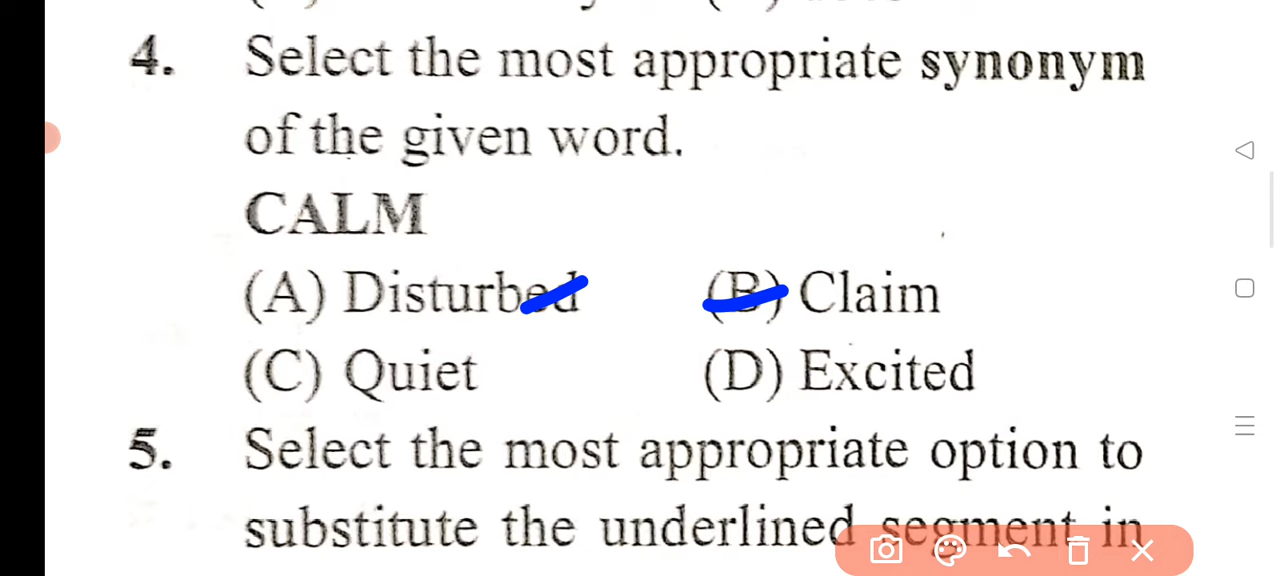 4. Select the most appropriate synonym
of the given word.
CALM
(A) Disturbed (B) Claim
(C) Quiet (D) Excited
5. Select the most appropriate option to
substitute the underlined segment in